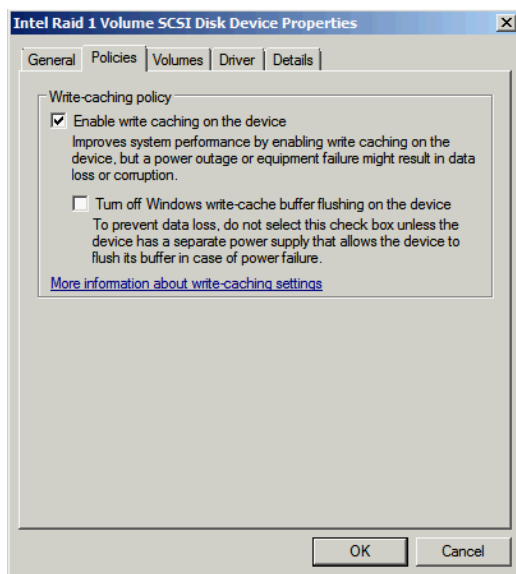 Intel Raid 1 Volume SCSI Disk Device Properties
General Policies Volumes Driver Details
Write-caching policy
Enable write caching on the device
Improves system performance by enabling write caching on the
device, but a power outage or equipment failure might result in data
loss or corruption.
Turn off Windows write-cache buffer flushing on the device
To prevent data loss, do not select this check box unless the
device has a separate power supply that allows the device to
flush its buffer in case of power failure.
More information about write-caching settings
OK Cancel